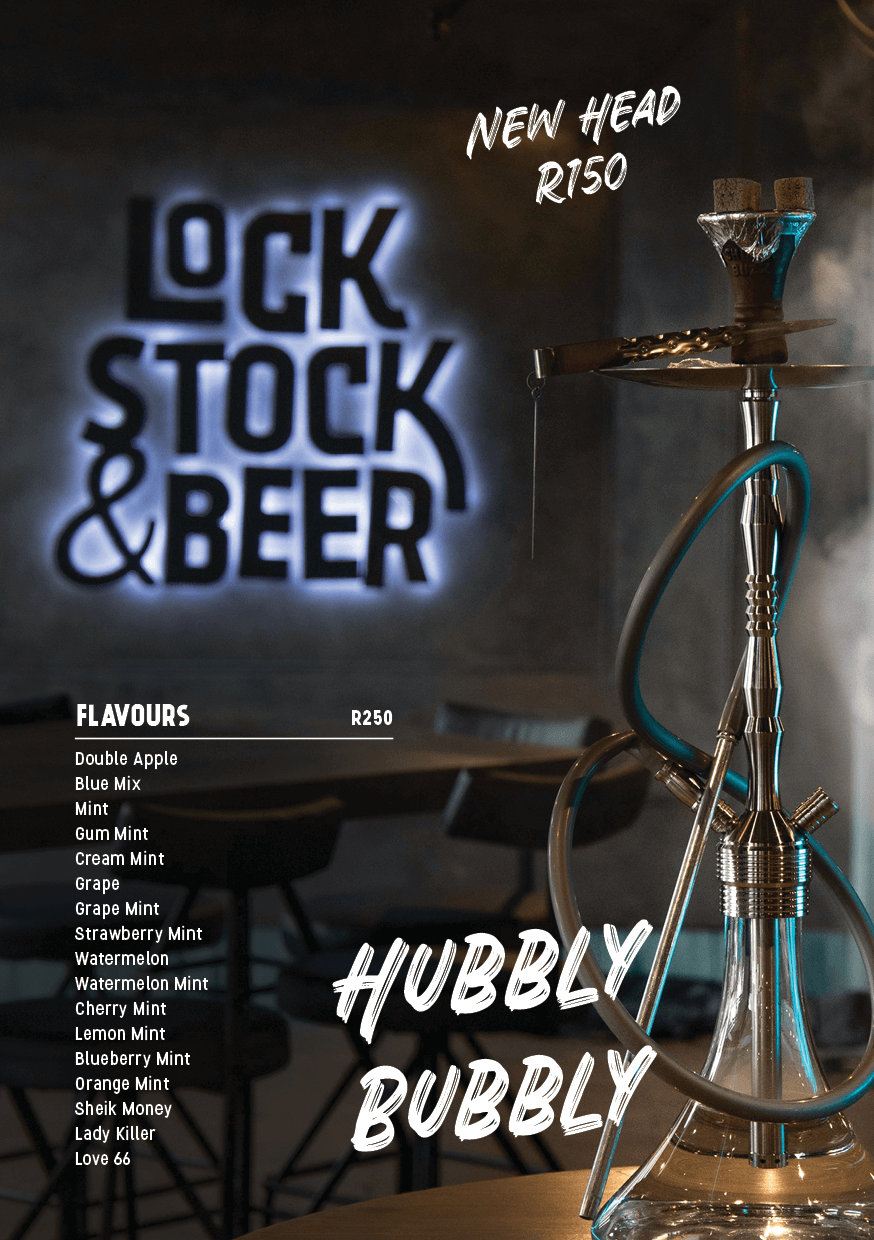 NEW HEAD
R150
LOCK
STOCK
&BEER
FLAVOURS R250
Double Apple
Blue Mix
Mint
Gum Mint
Cream Mint
Grape
Grape Mint
Strawberry Mint
Watermelon
Watermelon Mint
Cherry Mint
Lemon Mint
Blueberry Mint
Orange Mint
Sheik Money
Lady Killer
Love 66
HUBBLY
BUBBLY